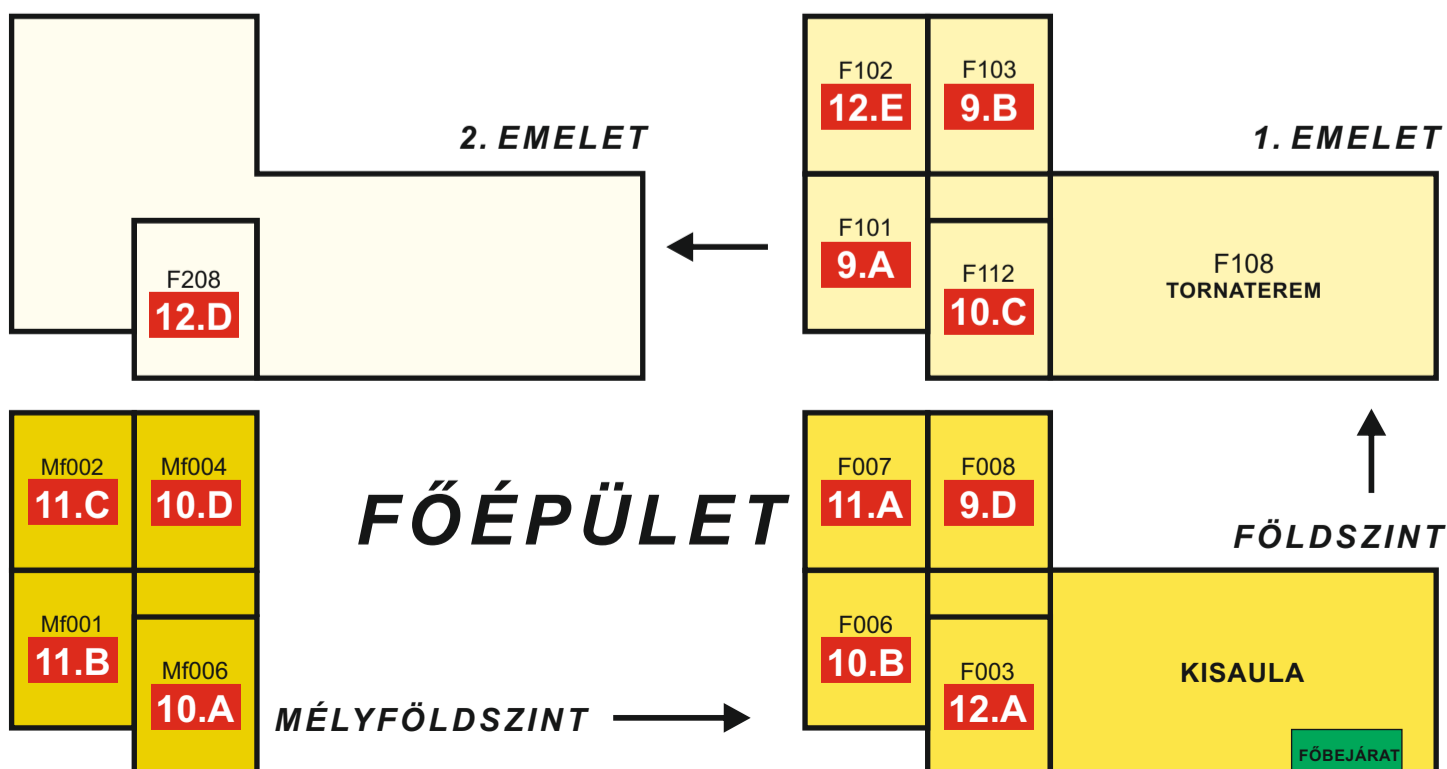 2. EMELET
F208
12.D
F102
12.E
F103
9.B
1. EMELET
F101
9.A
F112
10.C
F108
TORNATEREM
FŐÉPÜLET
Mf002
11.C
Mf004
10.D
Mf001
11.B
Mf006
10.A
MÉLYFÖLDSZINT
F007
11.A
F008
9.D
FÖLDSZINT
F006
10.B
F003
12.A
KISAULA
FŐBEJÁRAT